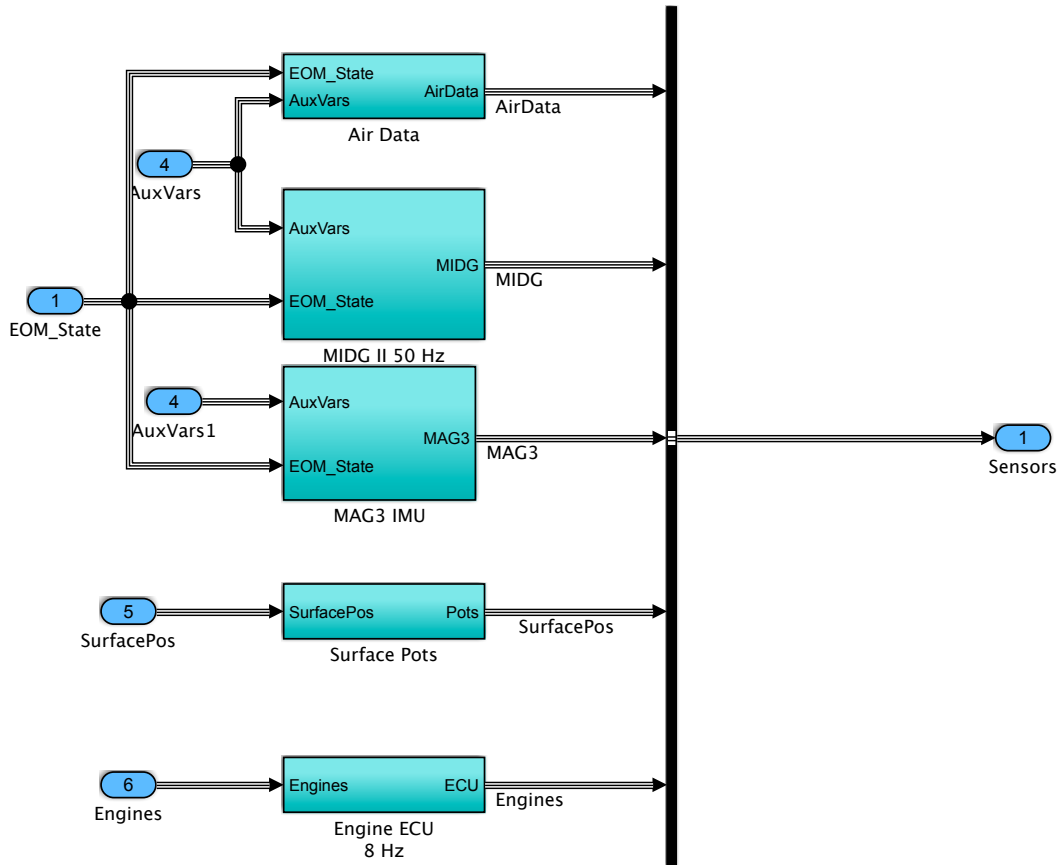 EOM_State
AuxVars
AirData
AirData
Air Data
4
AuxVars
AuxVars
EOM_State
MIDG
MIDG
MIDG II 50 Hz
1
EOM_State
4
AuxVars1
AuxVars
EOM_State
MAG3
MAG3
MAG3 IMU
1
Sensors
5
SurfacePos
SurfacePos
Pots
SurfacePos
Surface Pots
6
Engines
Engines
ECU
Engines
Engine ECU
8 Hz